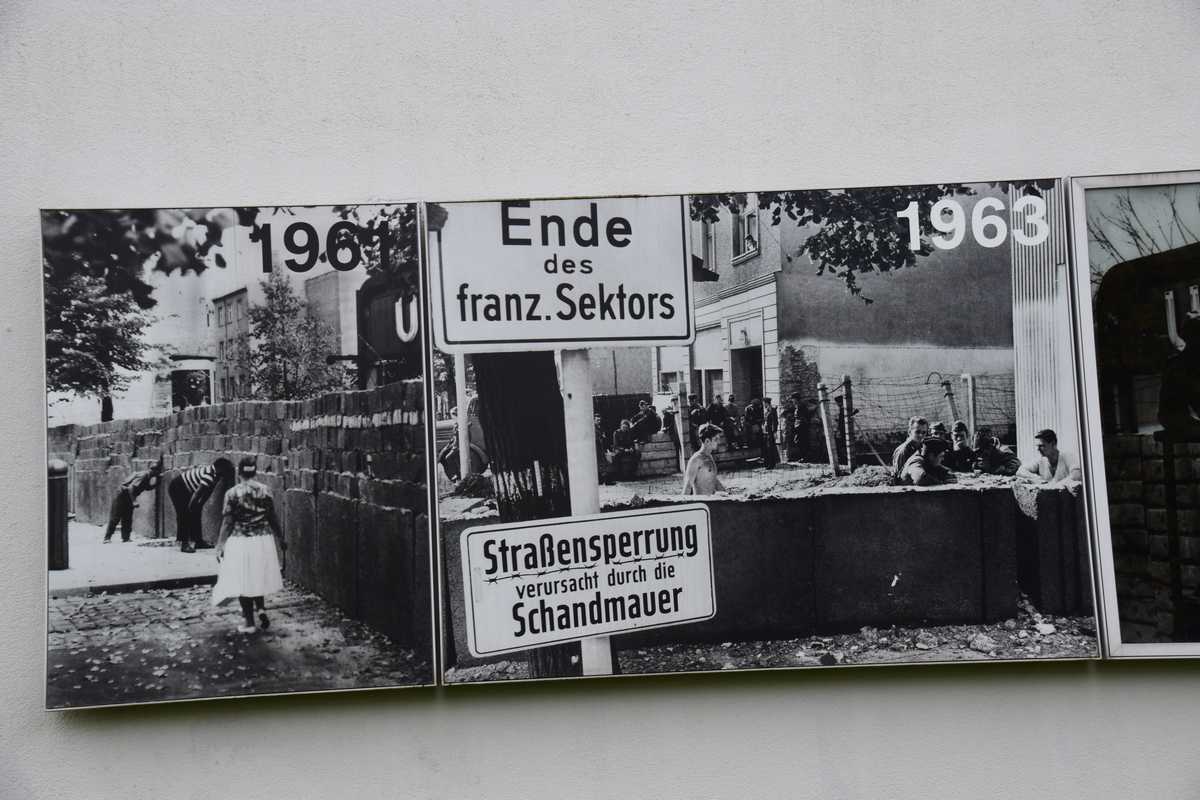 1961
U
Ende
des
franz. Sektors
1963
Straßensperrung
verursacht durch die
Schandmauer